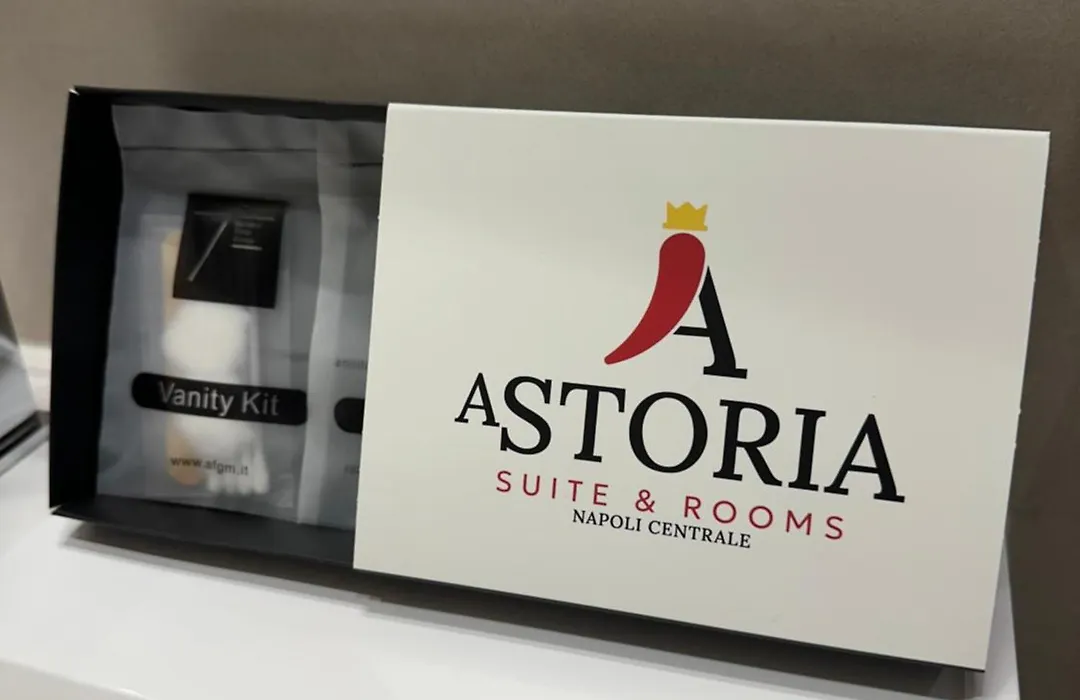 Vanity Kit
www.afgm.it
A
ASTORIA
SUITE & ROOMS
NAPOLI CENTRALE